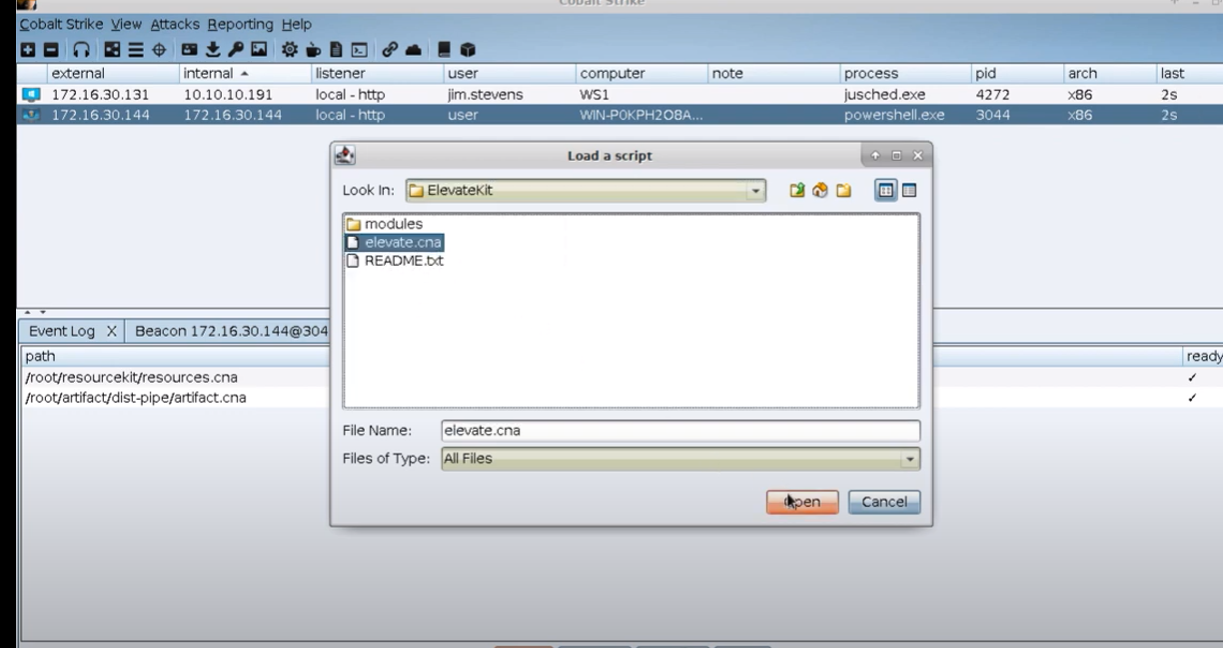 Cobalt Strike
Cobalt Strike View Attacks Reporting Help
external internal listener user computer note process pid arch last
172.16.30.131 10.10.10.191 local - http jim.stevens WS1 jusched.exe 4272 x86 2s
172.16.30.144 172.16.30.144 local - http user WIN-P0KPH2O8A... powershell.exe 3044 x86 2s
Load a script
Look In: ElevateKit
modules
elevate.cna
README.txt
File Name: elevate.cna
Files of Type: All Files
Open Cancel
Event Log X Beacon 172.16.30.144@304
path ready
/root/resourcekit/resources.cna ✓
/root/artifact/dist-pipe/artifact.cna ✓